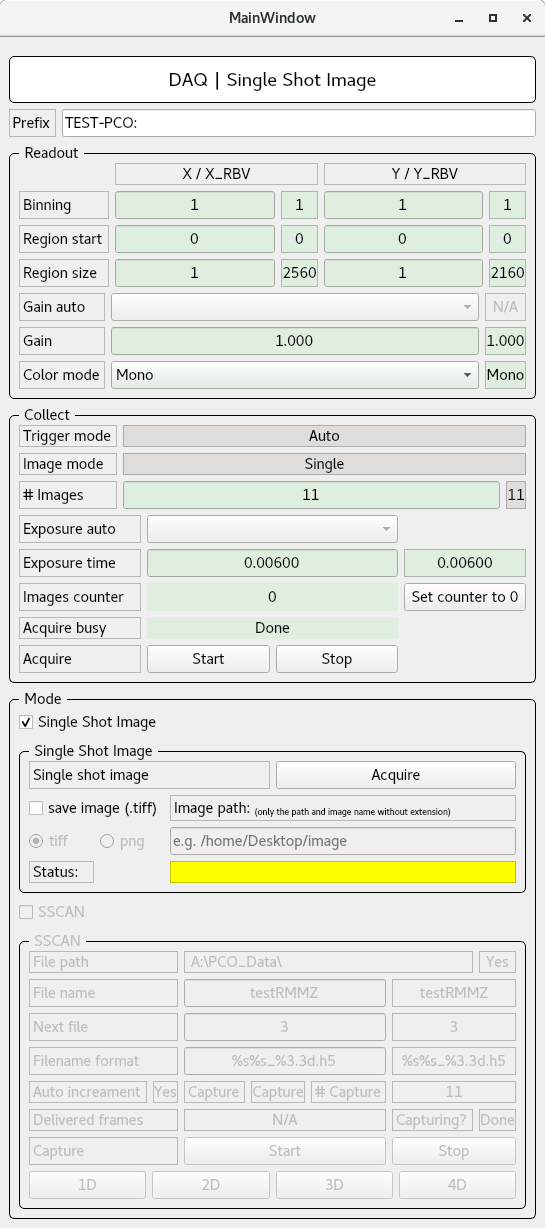 MainWindow
DAQ | Single Shot Image
Prefix TEST-PCO:
Readout
X / X_RBV Y / Y_RBV
Binning 1 1 1 1
Region start 0 0 0 0
Region size 1 2560 1 2160
Gain auto N/A
Gain 1.000 1.000
Color mode Mono Mono
Collect
Trigger mode Auto
Image mode Single
# Images 11 11
Exposure auto
Exposure time 0.00600 0.00600
Images counter 0 Set counter to 0
Acquire busy Done
Acquire Start Stop
Mode
Single Shot Image
Single Shot Image
Single shot image Acquire
save image (.tiff) Image path: (only the path and image name without extension)
tiff png e.g. /home/Desktop/image
Status:
SSCAN
SSCAN
File path A:\PCO_Data\ Yes
File name testRMMZ testRMMZ
Next file 3 3
Filename format %s%s_%3.3d.h5 %s%s_%3.3d.h5
Auto increament Yes Capture Capture # Capture 11
Delivered frames N/A Capturing? Done
Capture Start Stop
1D 2D 3D 4D